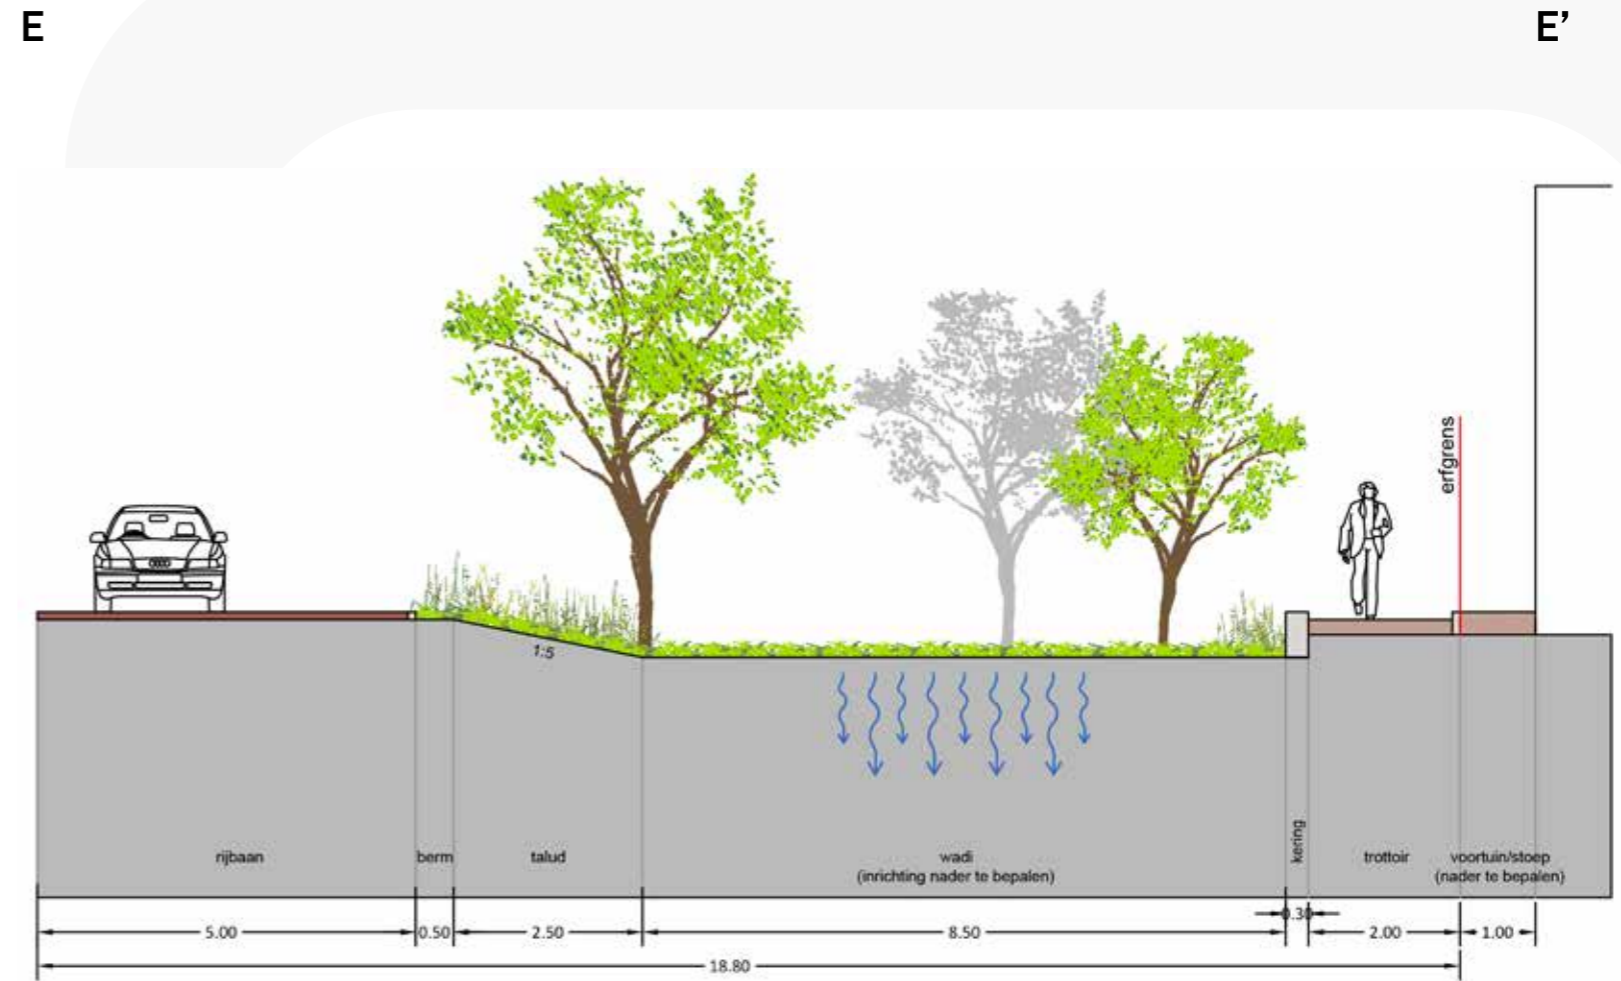 E
E’
erfgrens
1:5
rijbaan
berm
talud
wadi
(inrichting nader te bepalen)
kering
trottoir
voortuin/stoep
(nader te bepalen)
0.30
5.00
0.50
2.50
8.50
2.00
1.00
18.80